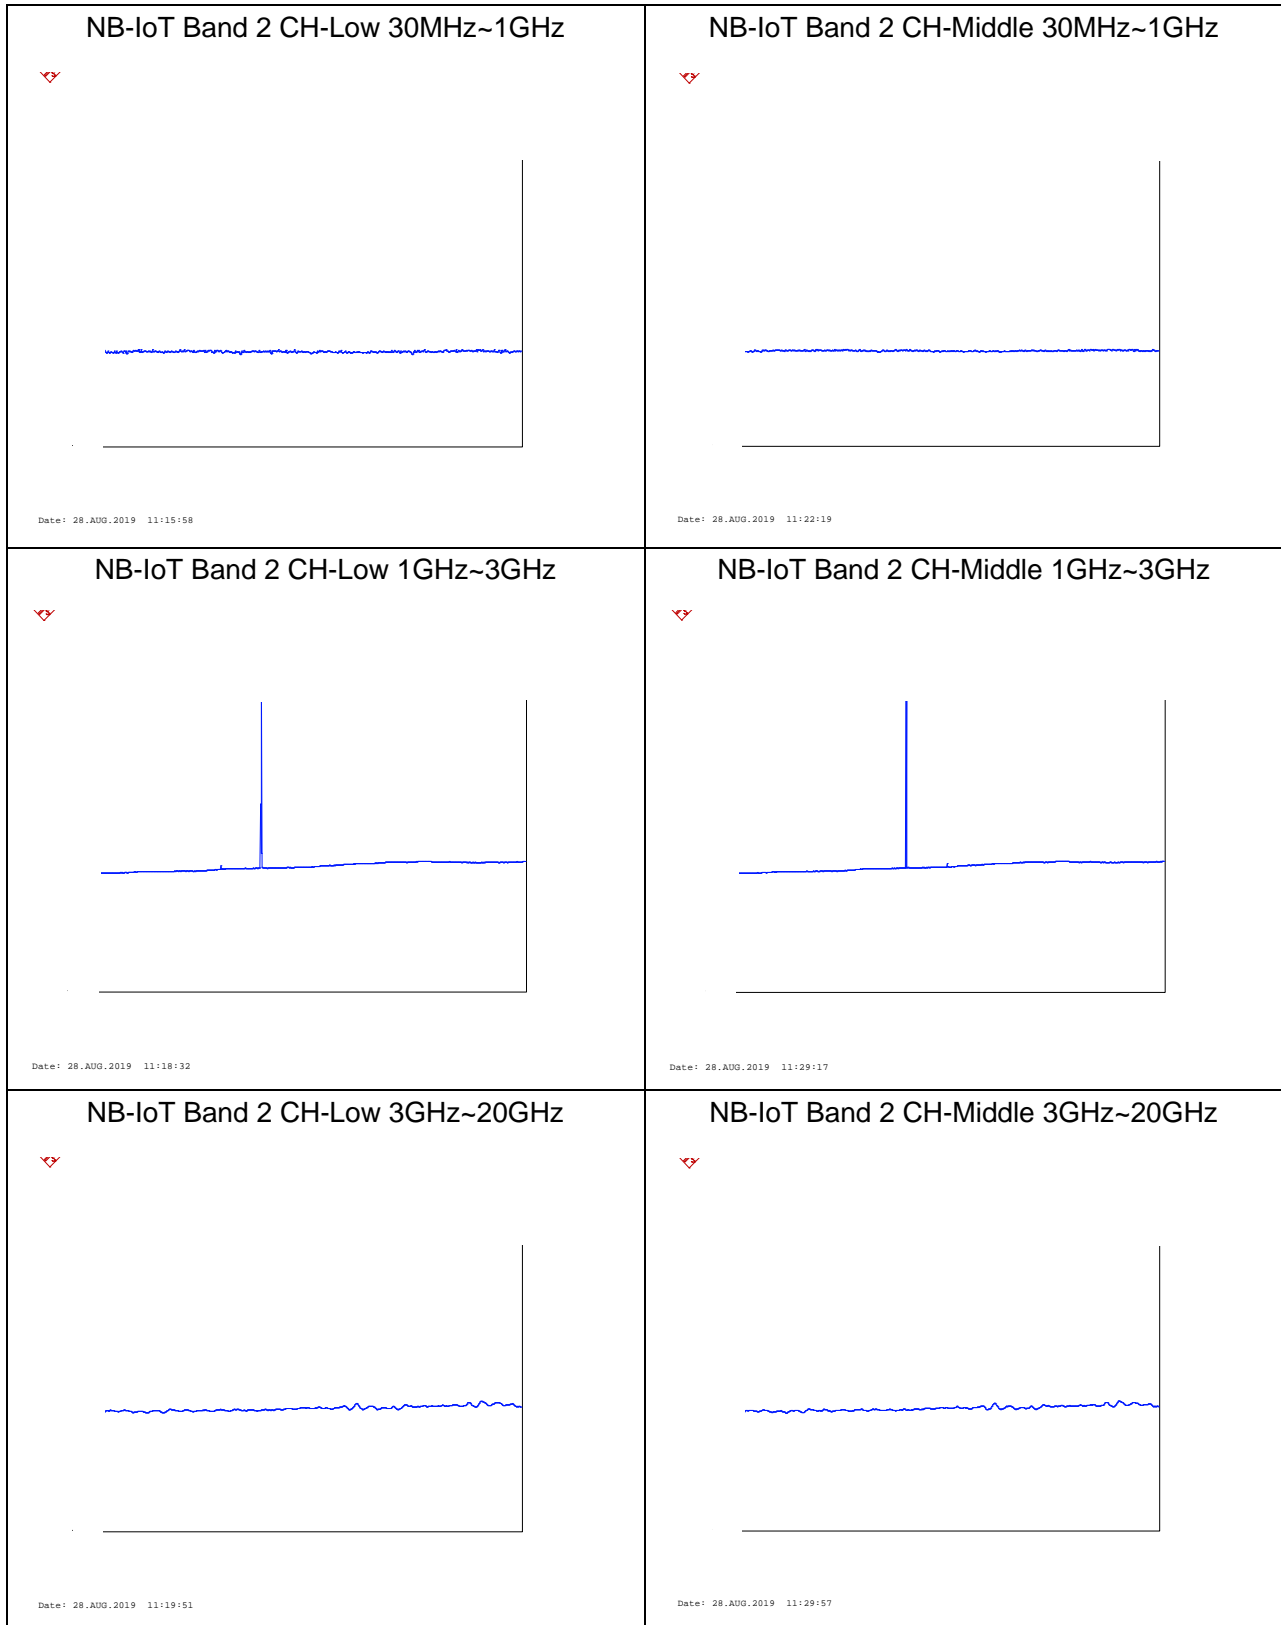 NB-IoT Band 2 CH-Low 30MHz~1GHz
Date: 28.AUG.2019 11:15:58
NB-IoT Band 2 CH-Middle 30MHz~1GHz
Date: 28.AUG.2019 11:22:19
NB-IoT Band 2 CH-Low 1GHz~3GHz
Date: 28.AUG.2019 11:18:32
NB-IoT Band 2 CH-Middle 1GHz~3GHz
Date: 28.AUG.2019 11:29:17
NB-IoT Band 2 CH-Low 3GHz~20GHz
Date: 28.AUG.2019 11:19:51
NB-IoT Band 2 CH-Middle 3GHz~20GHz
Date: 28.AUG.2019 11:29:57